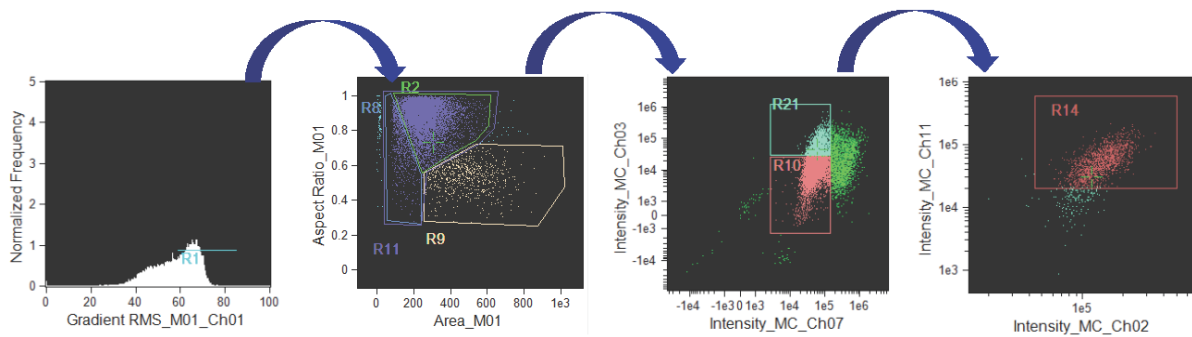 Normalized Frequency
5
4
3
2
1
0
R1
0 20 40 60 80 100
Gradient RMS_M01_Ch01
Aspect Ratio_M01
1
0.8
0.6
0.4
0.2
0
R8
R2
R11
R9
0 200 400 600 800 1e3
Area_M01
Intensity_MC_Ch03
1e6
1e5
1e4
1e3
0
-1e3
-1e4
R21
R10
-1e4 0 1e3 1e4 1e5 1e6
Intensity_MC_Ch07
Intensity_MC_Ch11
1e6
1e5
1e4
1e3
R14
1e5
Intensity_MC_Ch02